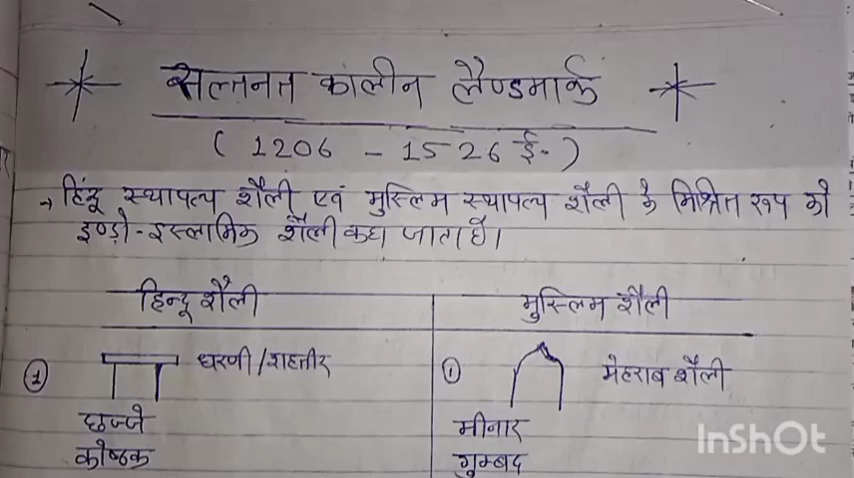 सल्तनत कालीन लैण्डमार्क
( 1206 - 1526 ई. )
→ हिंदू स्थापत्य शैली एवं मुस्लिम स्थापत्य शैली के मिश्रित रूप को
इण्डो-इस्लामिक शैली कहा जाता है।
हिन्दू शैली मुस्लिम शैली
① धरणी/शहतीर ① मेहराब शैली
छज्जे मीनार
कोष्ठक गुम्बद
InShOt